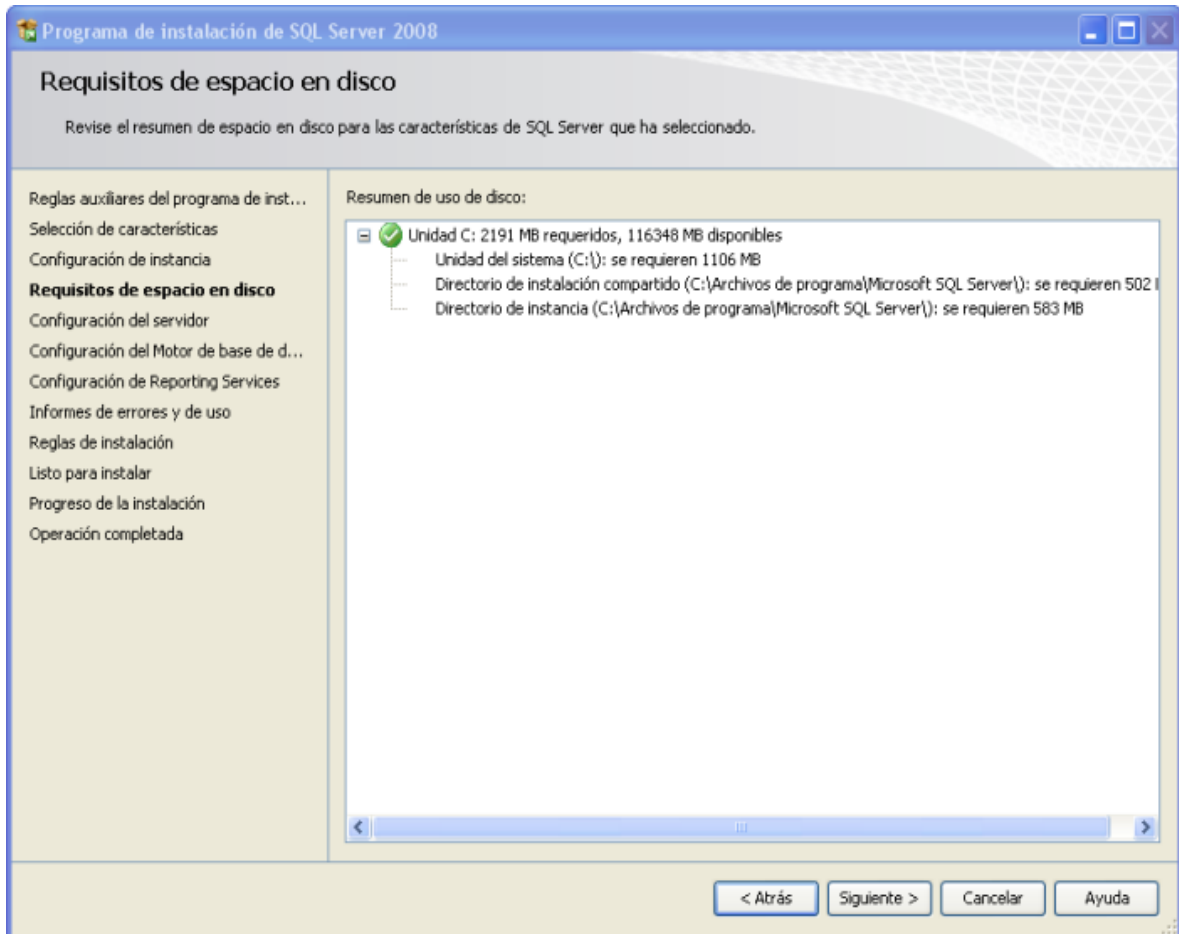 Programa de instalación de SQL Server 2008
Requisitos de espacio en disco
Revise el resumen de espacio en disco para las características de SQL Server que ha seleccionado.
Reglas auxiliares del programa de inst...
Selección de características
Configuración de instancia
Requisitos de espacio en disco
Configuración del servidor
Configuración del Motor de base de d...
Configuración de Reporting Services
Informes de errores y de uso
Reglas de instalación
Listo para instalar
Progreso de la instalación
Operación completada
Resumen de uso de disco:
Unidad C: 2191 MB requeridos, 116348 MB disponibles
Unidad del sistema (C:\): se requieren 1106 MB
Directorio de instalación compartido (C:\Archivos de programa\Microsoft SQL Server\): se requieren 502
Directorio de instancia (C:\Archivos de programa\Microsoft SQL Server\): se requieren 583 MB
< Atrás
Siguiente >
Cancelar
Ayuda